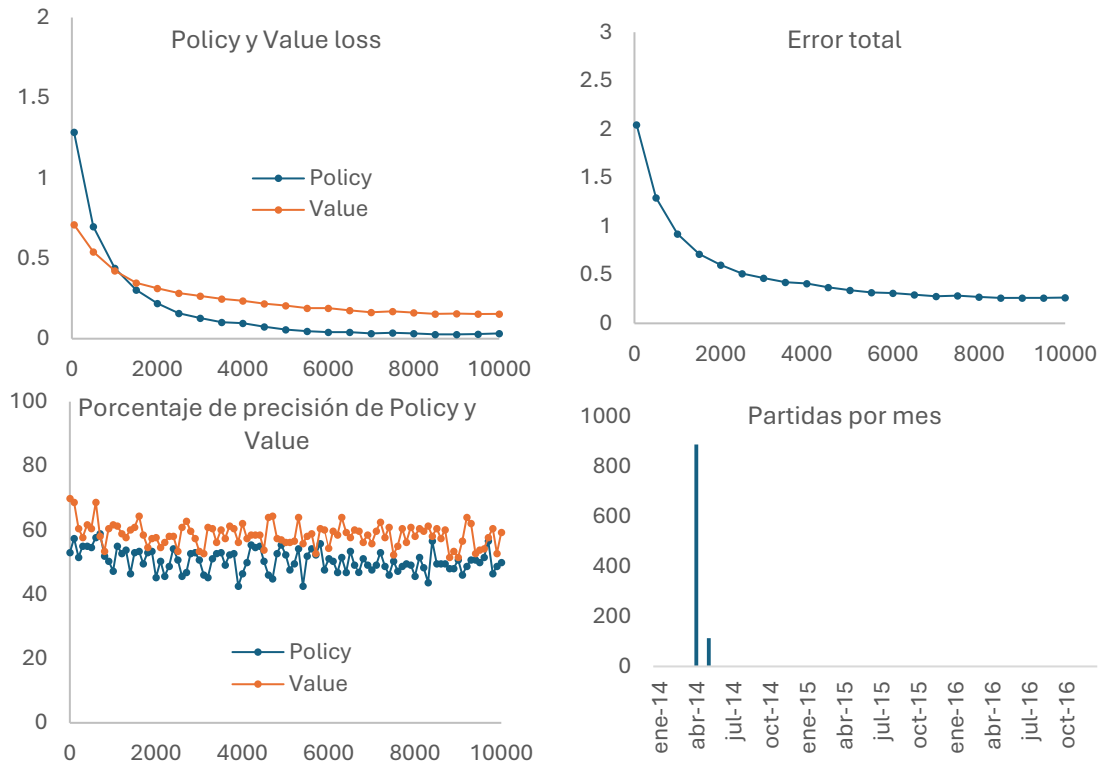 Policy y Value loss
2
1.5
1
0.5
0
Policy
Value
0 2000 4000 6000 8000 10000
Error total
3
2.5
2
1.5
1
0.5
0
0 2000 4000 6000 8000 10000
Porcentaje de precisión de Policy y
Value
100
80
60
40
20
0
Policy
Value
0 2000 4000 6000 8000 10000
Partidas por mes
1000
800
600
400
200
0
ene-14
abr-14
jul-14
oct-14
ene-15
abr-15
jul-15
oct-15
ene-16
abr-16
jul-16
oct-16